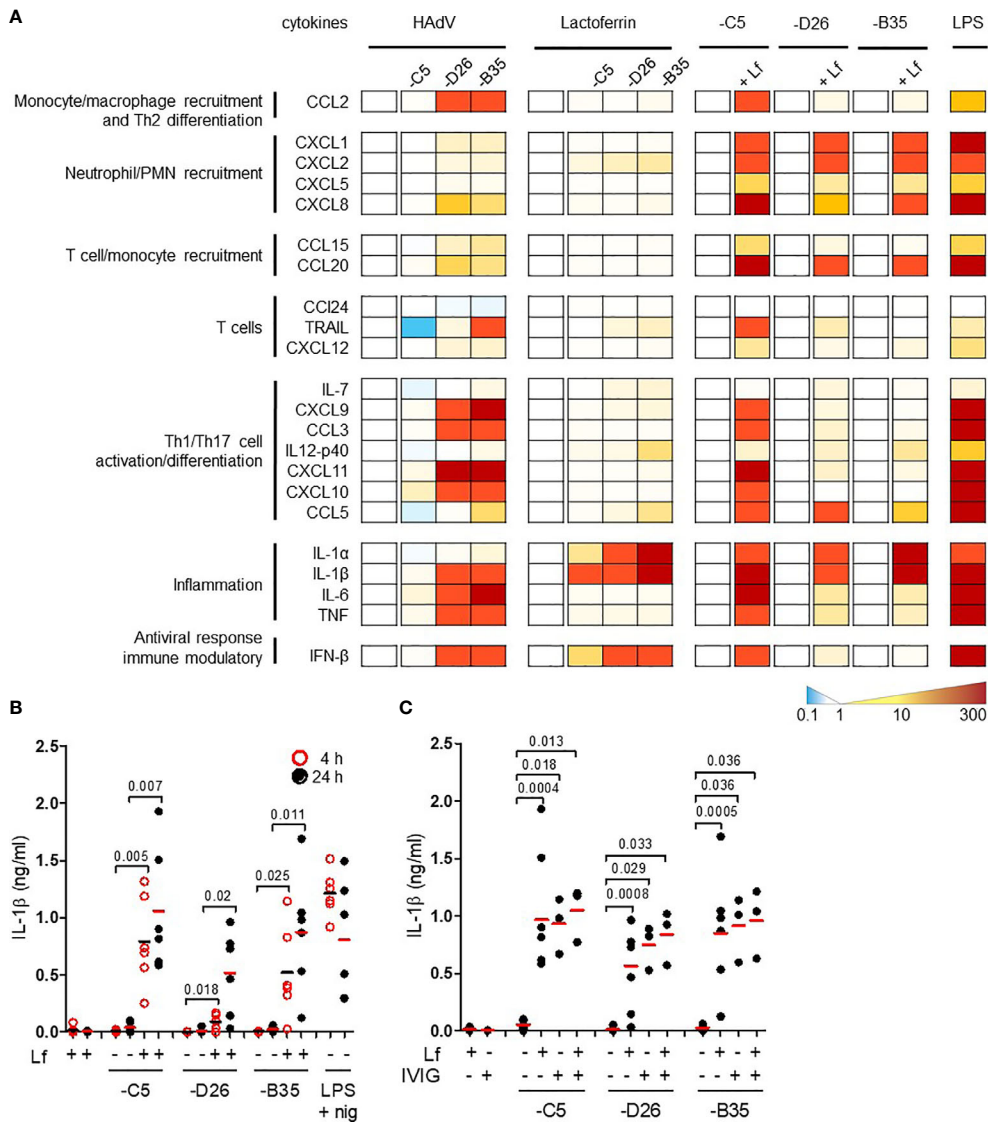 A
cytokines HAdV Lactoferrin -C5 -D26 -B35 LPS
-C5 -D26 -B35 -C5 -D26 -B35 + Lf + Lf + Lf
Monocyte/macrophage recruitment
and Th2 differentiation
CCL2
Neutrophil/PMN recruitment
CXCL1
CXCL2
CXCL5
CXCL8
T cell/monocyte recruitment
CCL15
CCL20
T cells
CCl24
TRAIL
CXCL12
Th1/Th17 cell
activation/differentiation
IL-7
CXCL9
CCL3
IL12-p40
CXCL11
CXCL10
CCL5
Inflammation
IL-1α
IL-1β
IL-6
TNF
Antiviral response
immune modulatory
IFN-β
0.1 1 10 300
B
IL-1β (ng/ml)
2.5
2.0
1.5
1.0
0.5
0.0
4 h
24 h
0.007
0.005
0.02
0.018
0.011
0.025
Lf + + - - + + - - + + - - + + - -
-C5 -D26 -B35 LPS
+ nig
C
IL-1β (ng/ml)
2.5
2.0
1.5
1.0
0.5
0.0
0.013
0.018
0.0004
0.033
0.029
0.0008
0.036
0.036
0.0005
Lf + - - + - + - + - + - + - +
IVIG - + - - + + - - + + - - + +
-C5 -D26 -B35